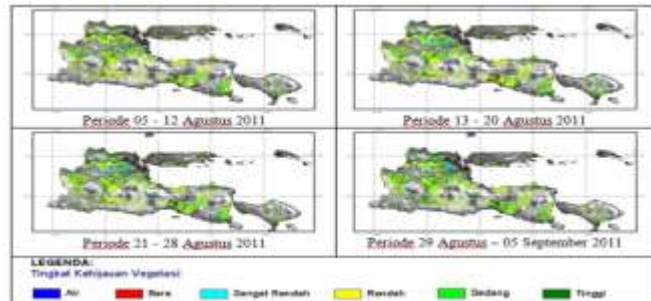 Periode 05 - 12 Agustus 2011
Periode 13 - 20 Agustus 2011
Periode 21 - 28 Agustus 2011
Periode 29 Agustus – 05 September 2011
LEGENDA:
Tingkat Kehijauan Vegetasi
Air
Bera
Sangat Rendah
Rendah
Sedang
Tinggi